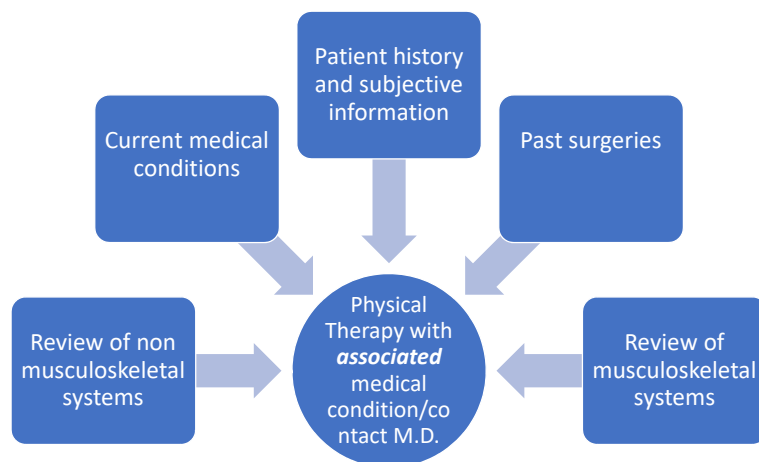 Patient history
and subjective
information
Current medical
conditions
Past surgeries
Review of non
musculoskeletal
systems
Physical
Therapy with
associated
medical
condition/co
ntact M.D.
Review of
musculoskeletal
systems